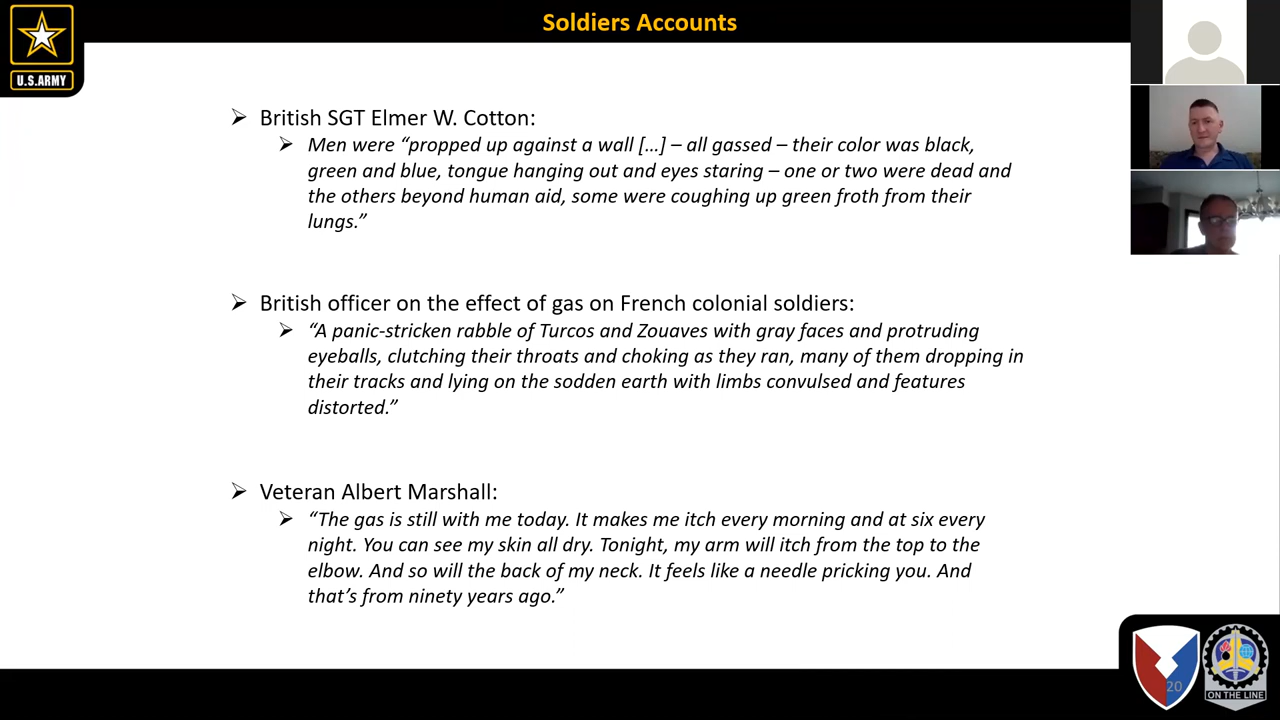 Soldiers Accounts
U.S.ARMY
British SGT Elmer W. Cotton:
Men were “propped up against a wall [...] – all gassed – their color was black,
green and blue, tongue hanging out and eyes staring – one or two were dead and
the others beyond human aid, some were coughing up green froth from their
lungs.”
British officer on the effect of gas on French colonial soldiers:
“A panic-stricken rabble of Turcos and Zouaves with gray faces and protruding
eyeballs, clutching their throats and choking as they ran, many of them dropping in
their tracks and lying on the sodden earth with limbs convulsed and features
distorted.”
Veteran Albert Marshall:
“The gas is still with me today. It makes me itch every morning and at six every
night. You can see my skin all dry. Tonight, my arm will itch from the top to the
elbow. And so will the back of my neck. It feels like a needle pricking you. And
that’s from ninety years ago.”
20
ON THE LINE